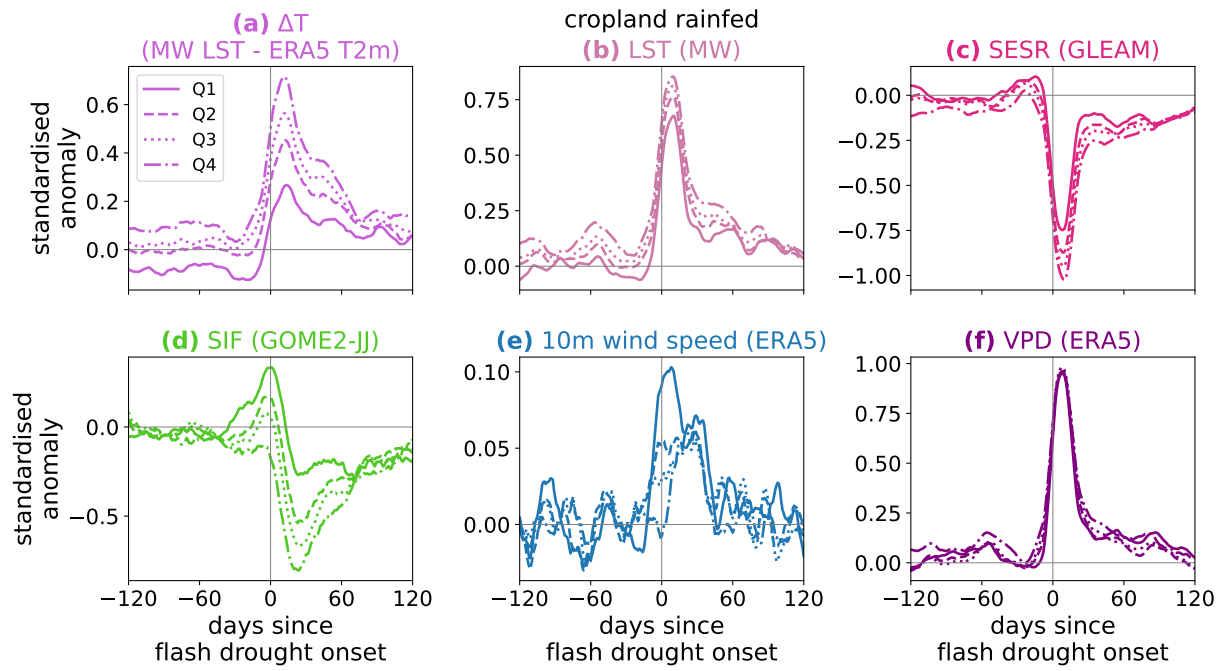 cropland rainfed
(a) ΔT
(MW LST - ERA5 T2m)
(b) LST (MW)
(c) SESR (GLEAM)
standardised
anomaly
0.6
0.4
0.2
0.0
Q1
Q2
Q3
Q4
0.75
0.50
0.25
0.00
0.00
−0.25
−0.50
−0.75
−1.00
(d) SIF (GOME2-JJ)
(e) 10m wind speed (ERA5)
(f) VPD (ERA5)
standardised
anomaly
0.0
−0.5
0.10
0.05
0.00
1.00
0.75
0.50
0.25
0.00
−120 −60 0 60 120
−120 −60 0 60 120
−120 −60 0 60 120
days since
flash drought onset
days since
flash drought onset
days since
flash drought onset